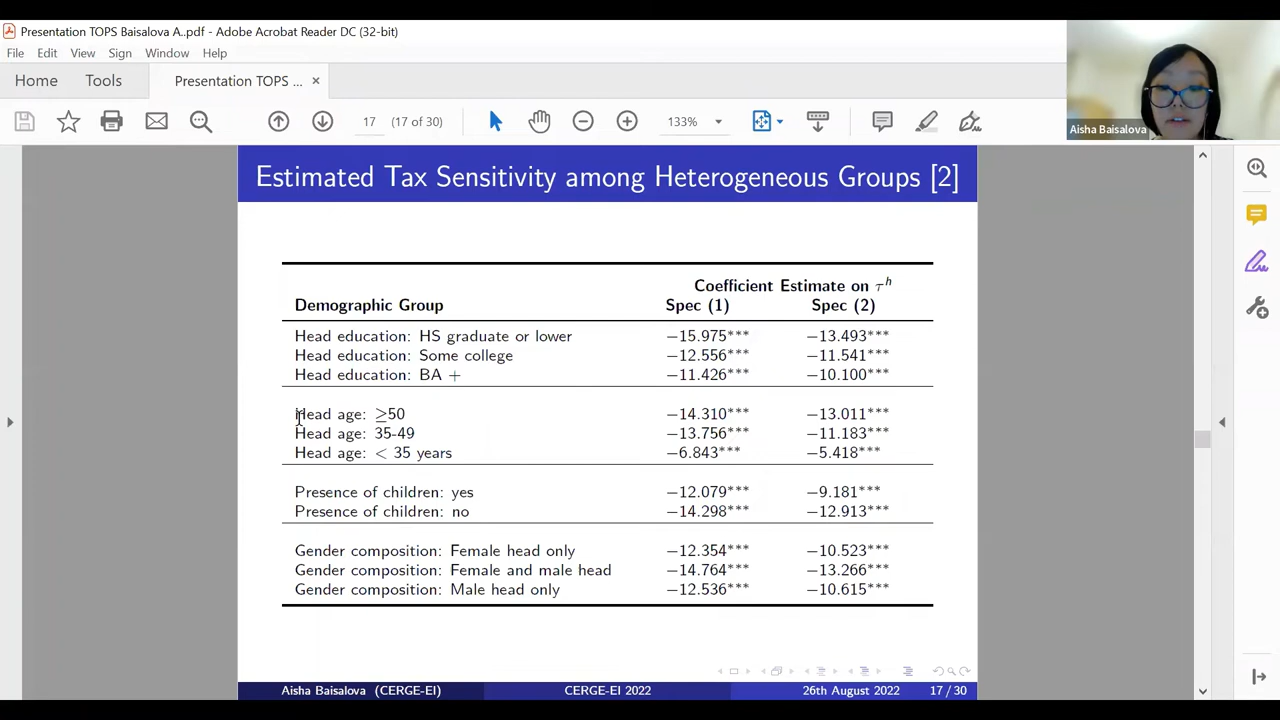 Presentation TOPS Baisalova A..pdf - Adobe Acrobat Reader DC (32-bit)
File Edit View Sign Window Help
Home Tools Presentation TOPS ... ×
17 (17 of 30) 133%
Aisha Baisalova
Estimated Tax Sensitivity among Heterogeneous Groups [2]
Coefficient Estimate on τʰ
Demographic Group Spec (1) Spec (2)
Head education: HS graduate or lower −15.975*** −13.493***
Head education: Some college −12.556*** −11.541***
Head education: BA + −11.426*** −10.100***
Head age: ≥50 −14.310*** −13.011***
Head age: 35-49 −13.756*** −11.183***
Head age: < 35 years −6.843*** −5.418***
Presence of children: yes −12.079*** −9.181***
Presence of children: no −14.298*** −12.913***
Gender composition: Female head only −12.354*** −10.523***
Gender composition: Female and male head −14.764*** −13.266***
Gender composition: Male head only −12.536*** −10.615***
Aisha Baisalova (CERGE-EI) CERGE-EI 2022 26th August 2022 17 / 30